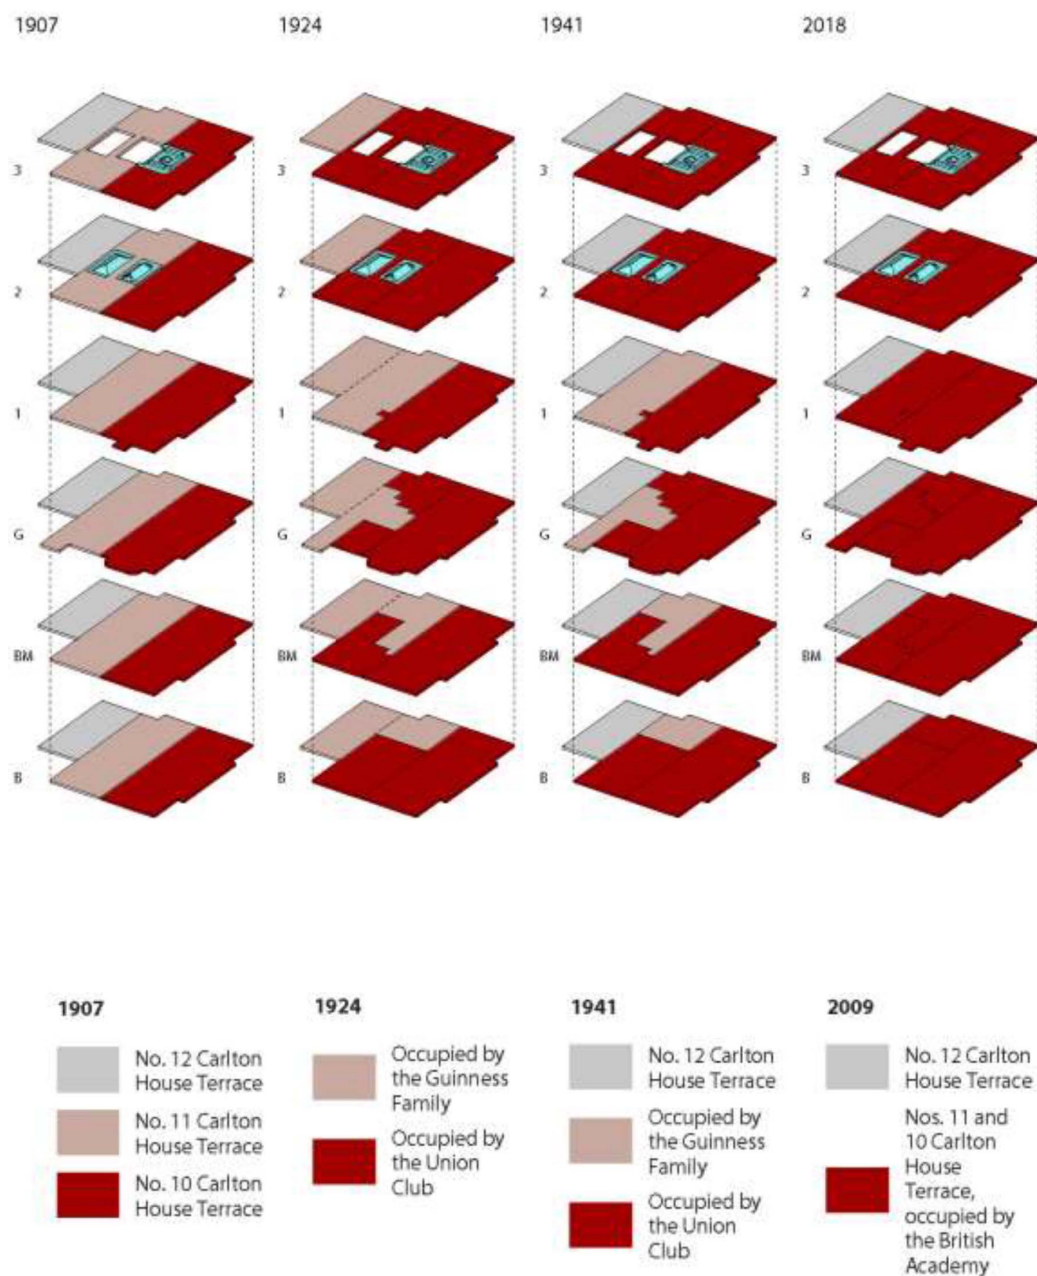 1907
1924
1941
2018
3
3
3
3
2
2
2
2
1
1
1
1
G
G
G
G
BM
BM
BM
BM
B
B
B
B
1907
No. 12 Carlton
House Terrace
No. 11 Carlton
House Terrace
No. 10 Carlton
House Terrace
1924
Occupied by
the Guinness
Family
Occupied by
the Union
Club
1941
No. 12 Carlton
House Terrace
Occupied by
the Guinness
Family
Occupied by
the Union
Club
2009
No. 12 Carlton
House Terrace
Nos. 11 and
10 Carlton
House
Terrace,
occupied by
the British
Academy